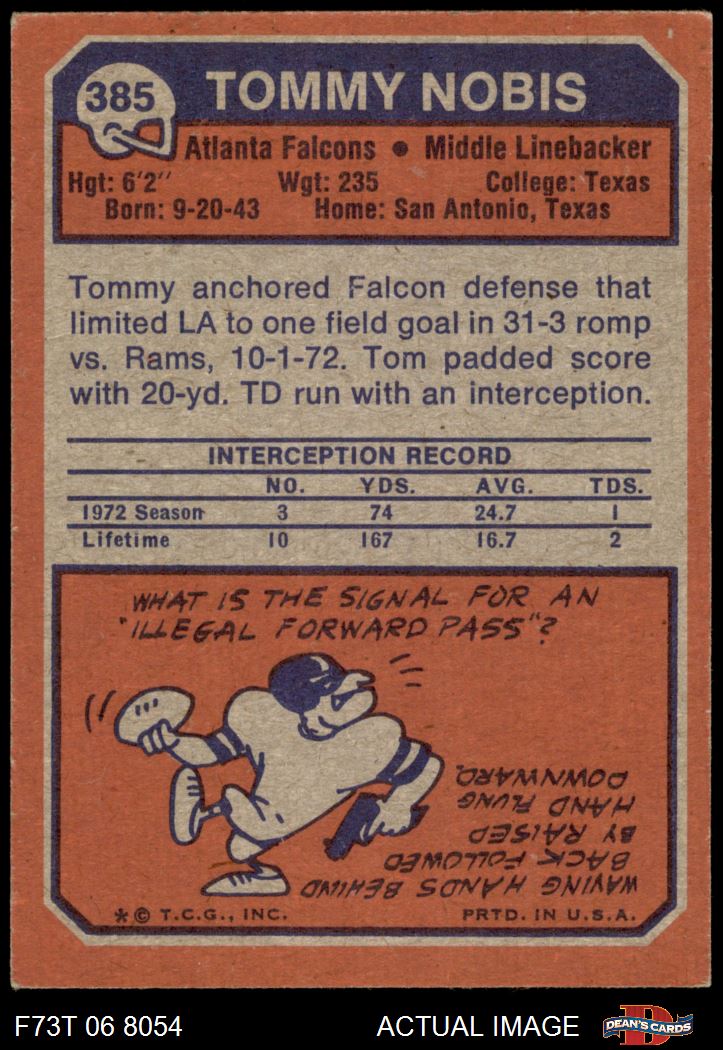 385
TOMMY NOBIS
Atlanta Falcons • Middle Linebacker
Hgt: 6'2" Wgt: 235 College: Texas
Born: 9-20-43 Home: San Antonio, Texas
Tommy anchored Falcon defense that
limited LA to one field goal in 31-3 romp
vs. Rams, 10-1-72. Tom padded score
with 20-yd. TD run with an interception.
INTERCEPTION RECORD
NO. YDS. AVG. TDS.
1972 Season 3 74 24.7 1
Lifetime 10 167 16.7 2
WHAT IS THE SIGNAL FOR AN
"ILLEGAL FORWARD PASS"?
WAVING HANDS BEHIND
BACK FOLLOWED
BY RAISED
HAND FLUNG
DOWNWARD.
* © T.C.G., INC. PRTD. IN U.S.A.
F73T 06 8054 ACTUAL IMAGE D DEAN'S CARDS